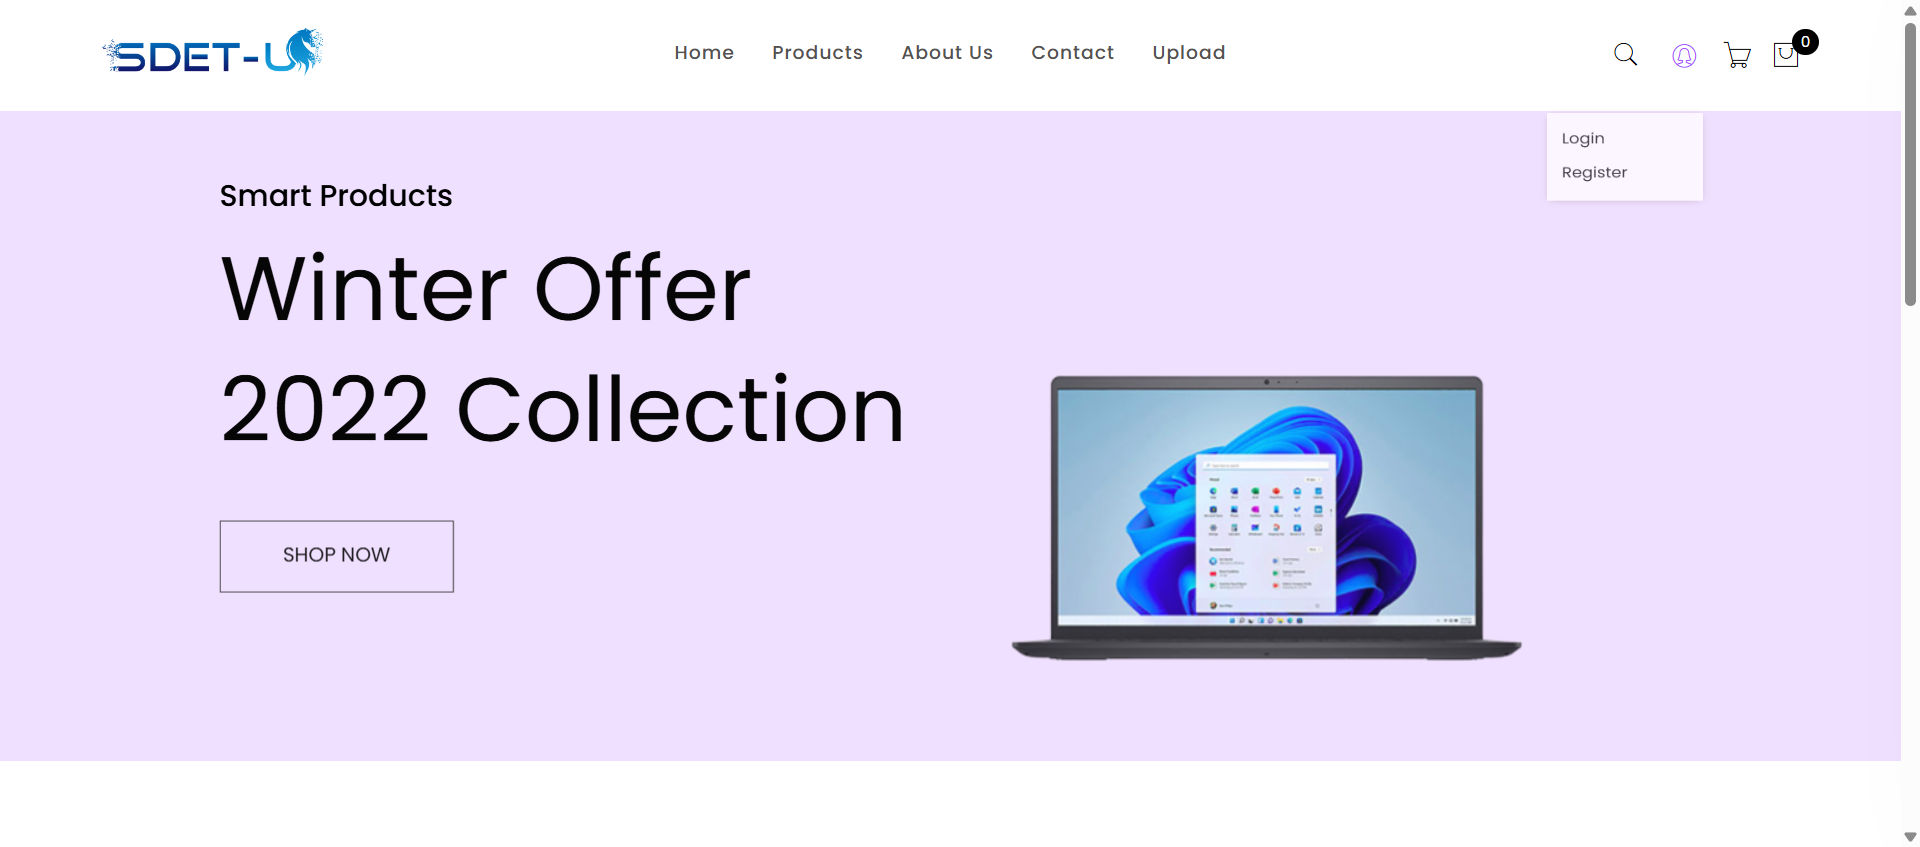 SDET-U
Home Products About Us Contact Upload
0
Login
Register
Smart Products
Winter Offer
2022 Collection
SHOP NOW